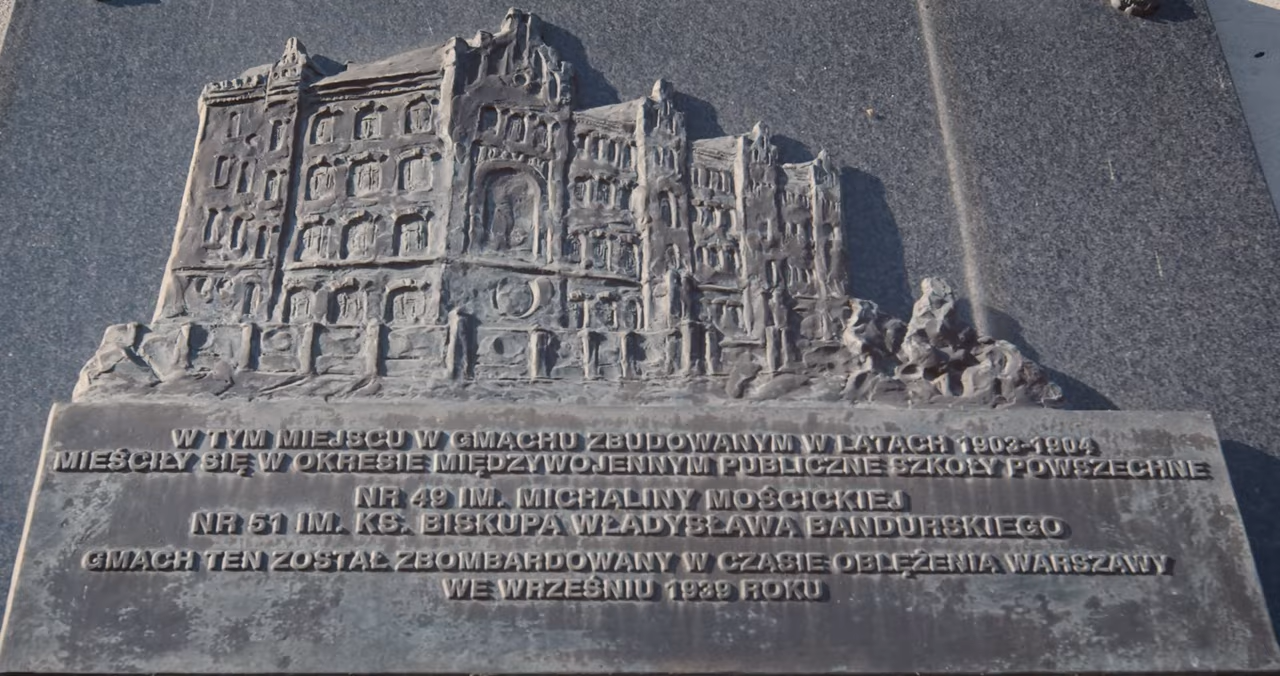 W TYM MIEJSCU W GMACHU ZBUDOWANYM W LATACH 1903-1904
MIEŚCIŁY SIĘ W OKRESIE MIĘDZYWOJENNYM PUBLICZNE SZKOŁY POWSZECHNE
NR 49 IM. MICHALINY MOŚCICKIEJ
NR 51 IM. KS. BISKUPA WŁADYSŁAWA BANDURSKIEGO
GMACH TEN ZOSTAŁ ZBOMBARDOWANY W CZASIE OBLĘŻENIA WARSZAWY
WE WRZEŚNIU 1939 ROKU